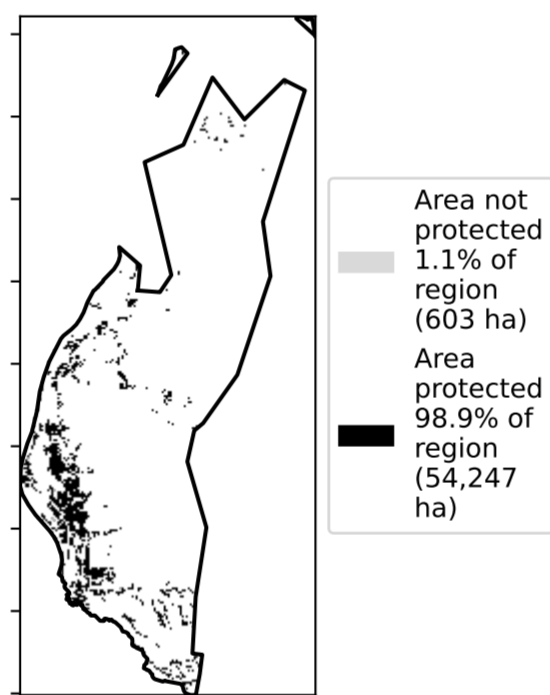 Area not
protected
1.1% of
region
(603 ha)
Area
protected
98.9% of
region
(54,247
ha)